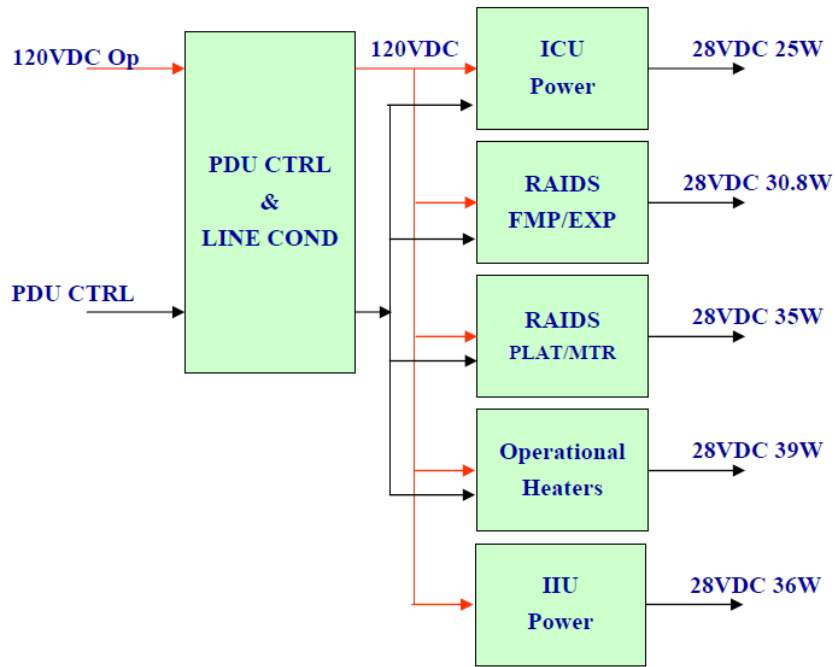 120VDC Op
PDU CTRL
PDU CTRL
&
LINE COND
120VDC
ICU
Power
28VDC 25W
RAIDS
FMP/EXP
28VDC 30.8W
RAIDS
PLAT/MTR
28VDC 35W
Operational
Heaters
28VDC 39W
IIU
Power
28VDC 36W